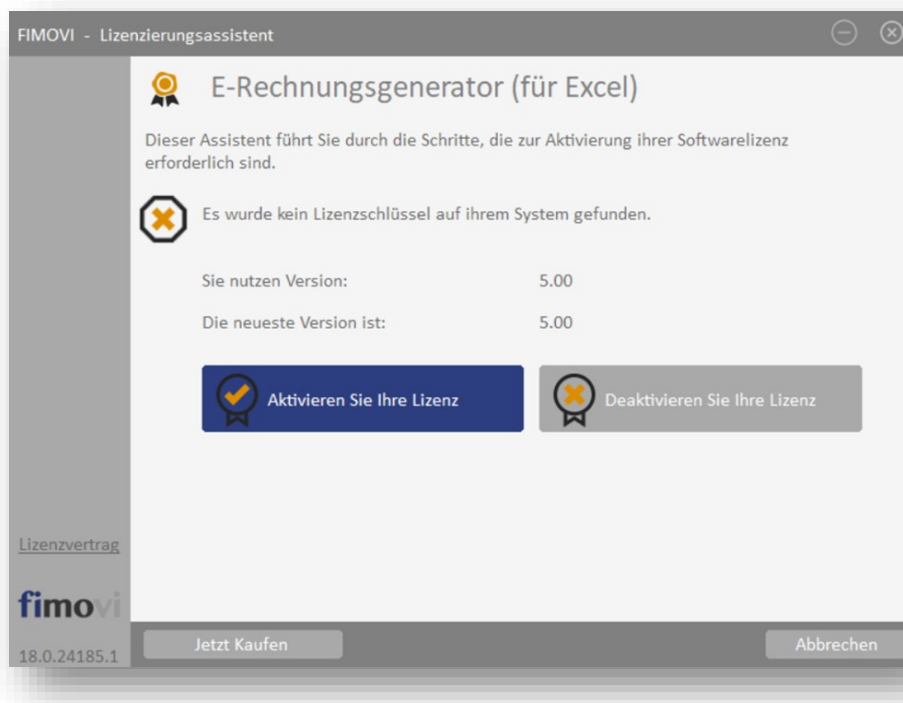 FIMOVI - Lizenzierungsassistent
E-Rechnungsgenerator (für Excel)
Dieser Assistent führt Sie durch die Schritte, die zur Aktivierung ihrer Softwarelizenz
erforderlich sind.
Es wurde kein Lizenzschlüssel auf ihrem System gefunden.
Sie nutzen Version: 5.00
Die neueste Version ist: 5.00
Aktivieren Sie Ihre Lizenz
Deaktivieren Sie Ihre Lizenz
Lizenzvertrag
fimovi
18.0.24185.1
Jetzt Kaufen
Abbrechen